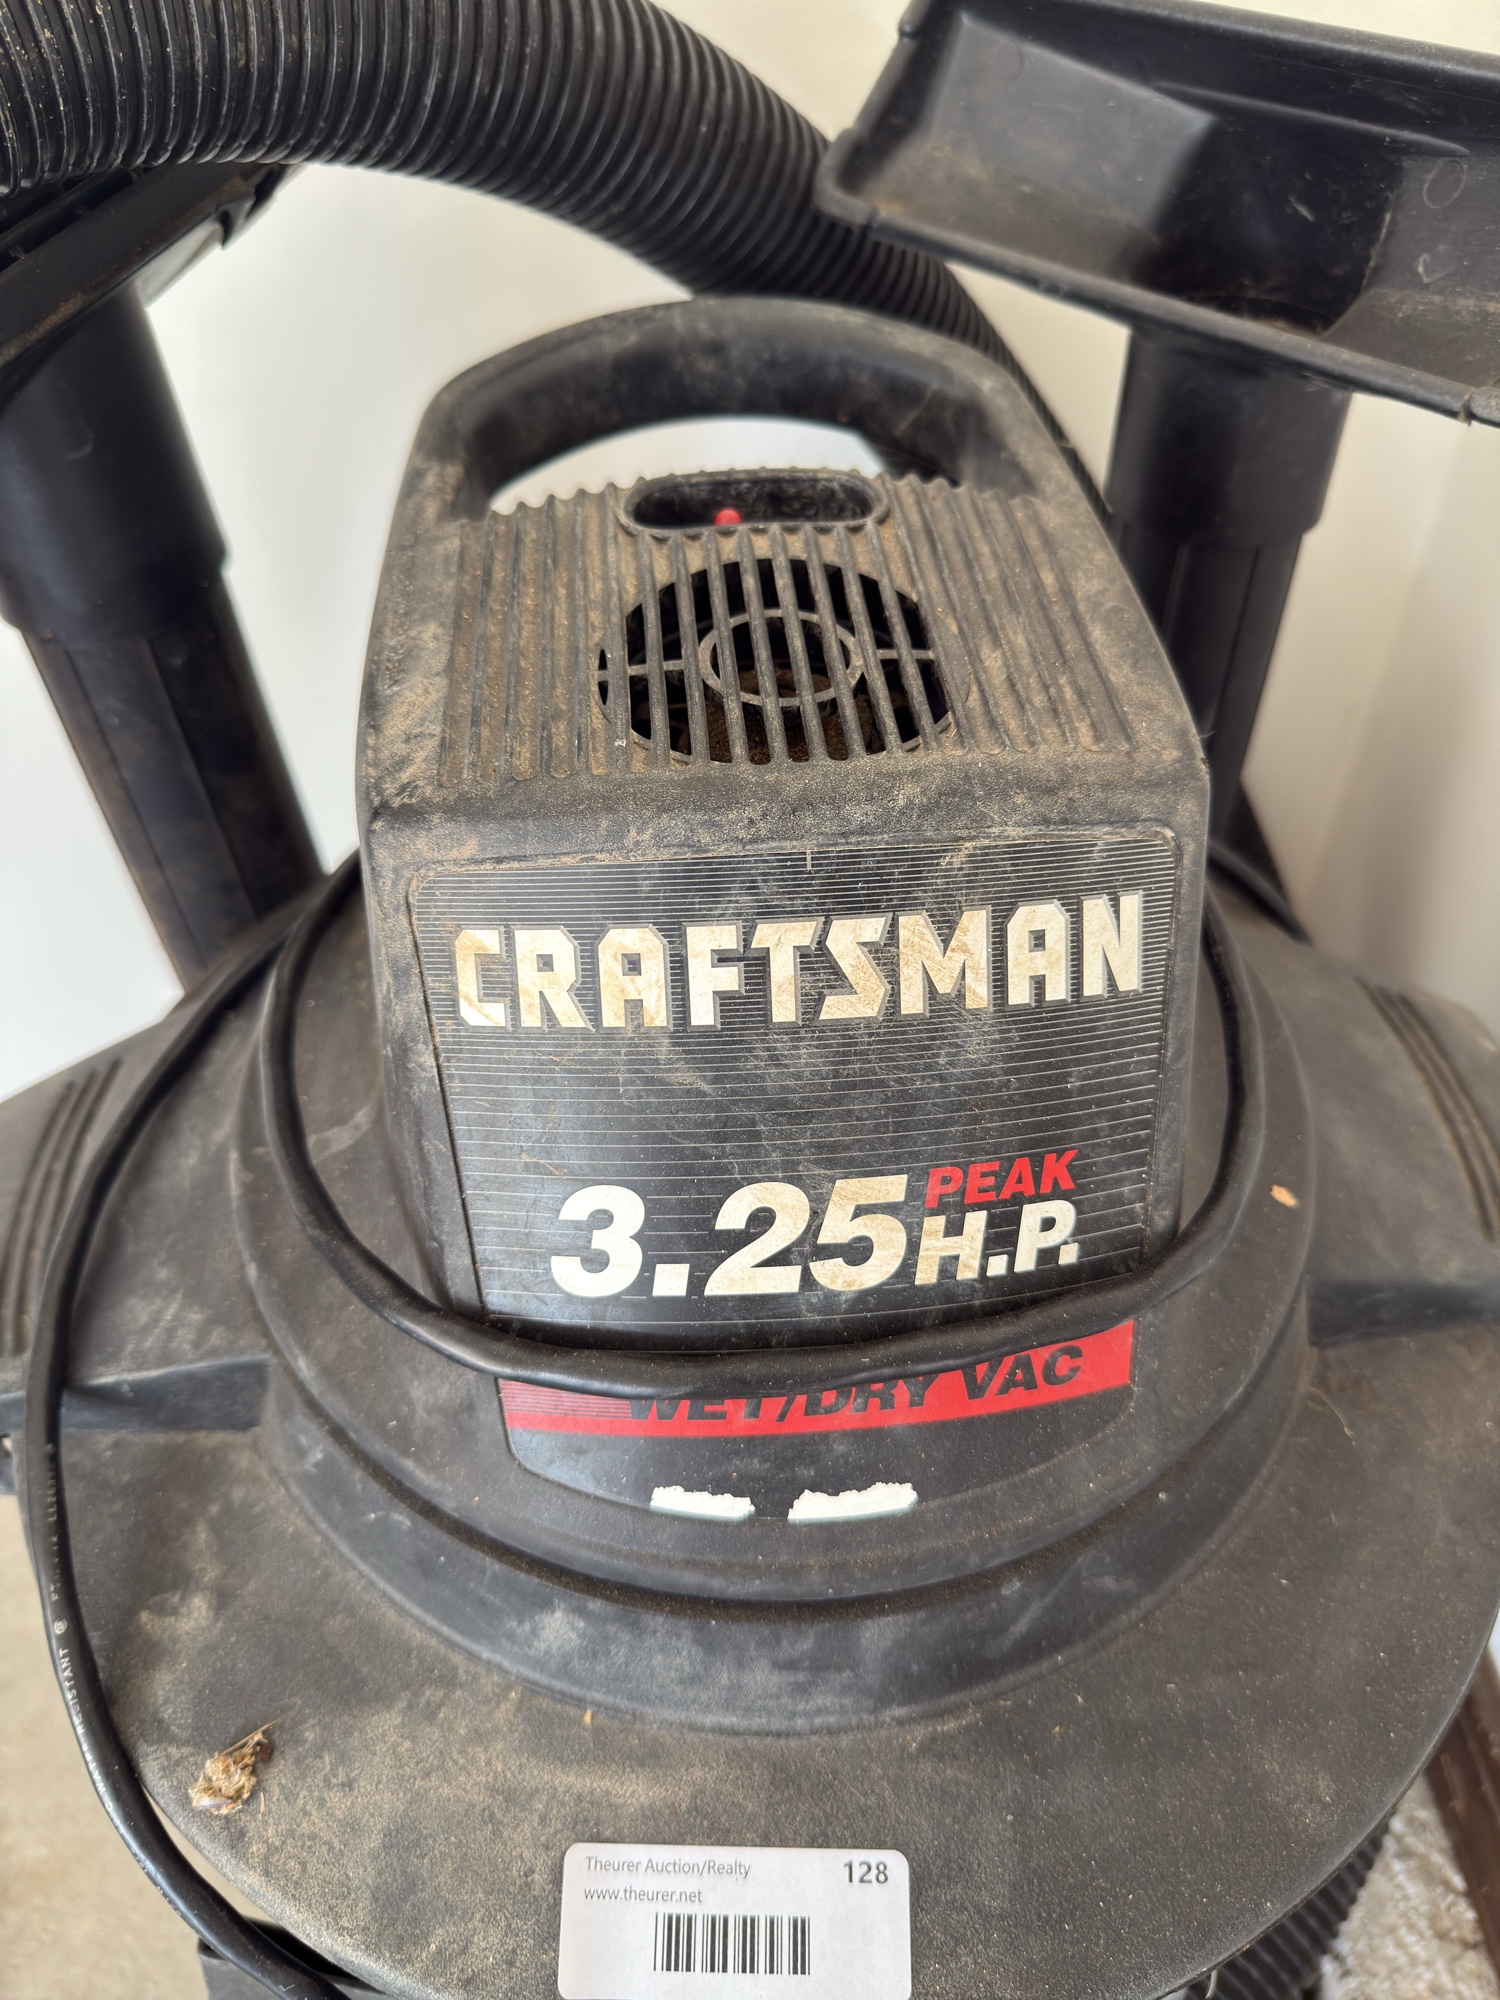 CRAFTSMAN
3.25 PEAK
H.P.
WET/DRY VAC
Theurer Auction/Realty 128
www.theurer.net